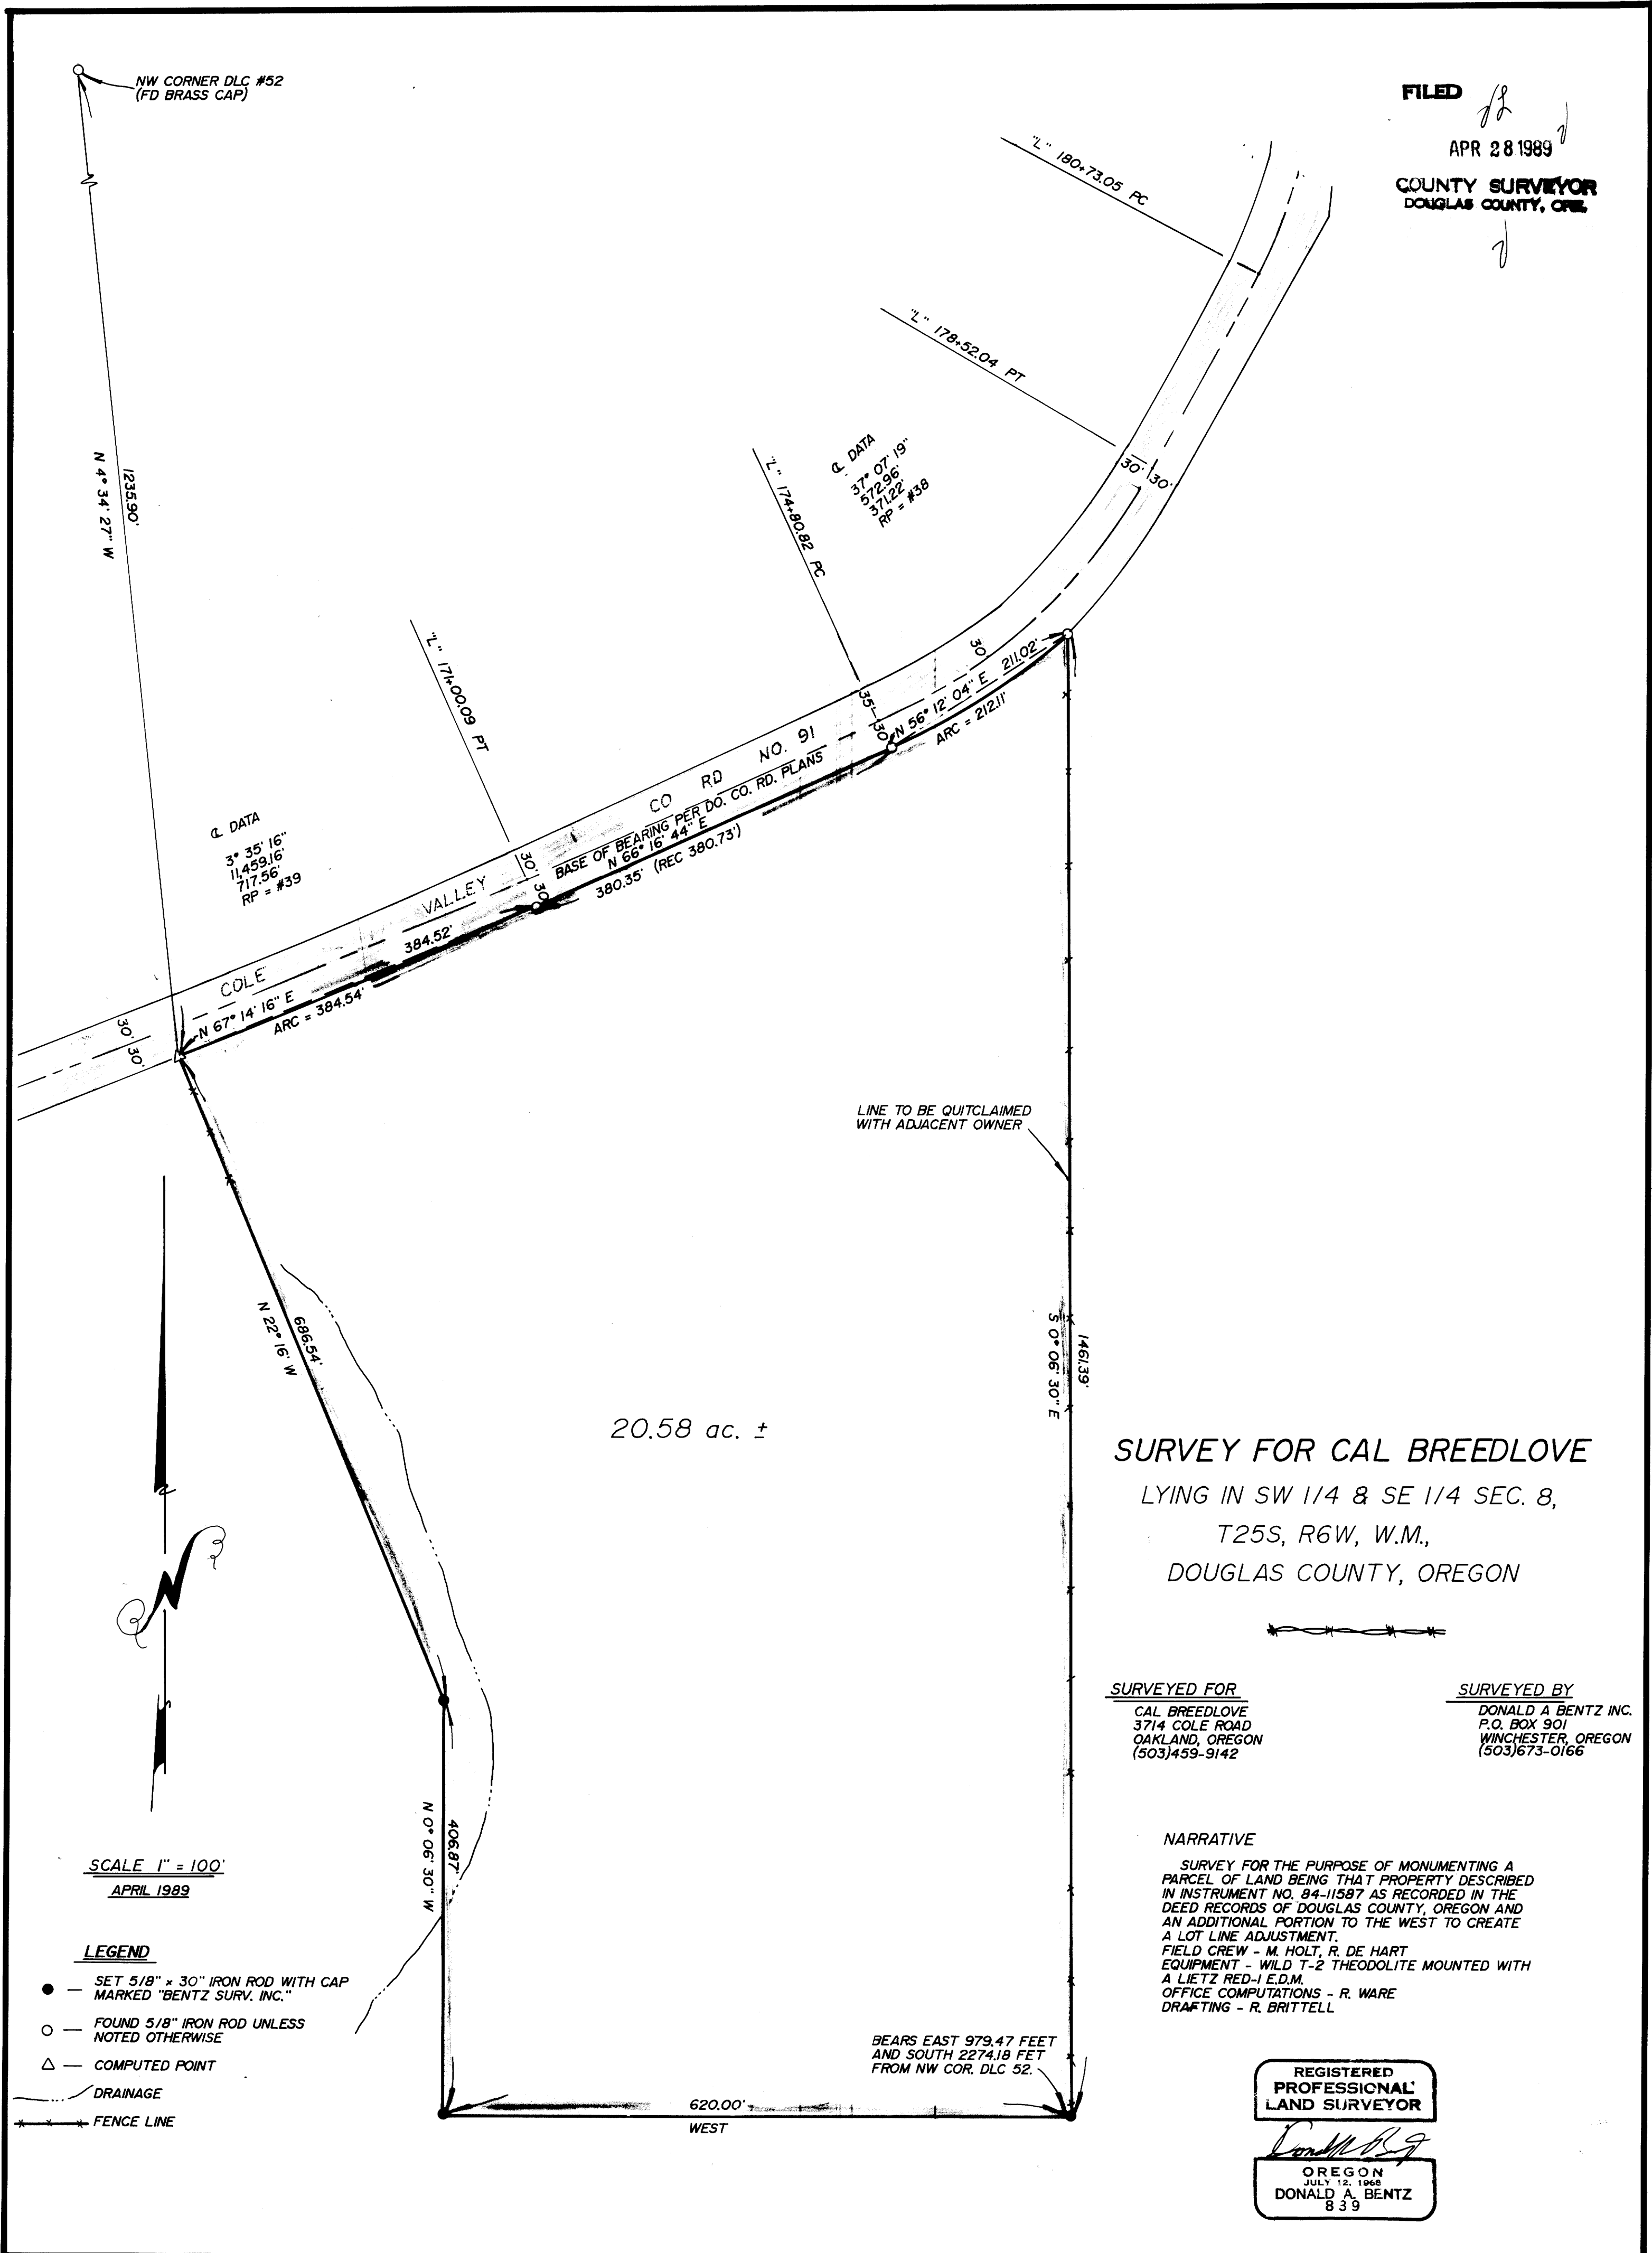 NW CORNER DLC #52
(FD BRASS CAP)
FILED
APR 28 1989
COUNTY SURVEYOR
DOUGLAS COUNTY, ORE.
"L" 180+73.05 PC
"L" 178+52.04 PT
30' 30'
℄ DATA
37° 07' 19"
572.96'
371.22'
RP = #38
"L" 174+80.82 PC
1235.90'
N 4° 34' 27" W
"L" 171+00.09 PT
30'
35' 30'
N 56° 12' 04" E 211.02'
ARC = 212.11'
COLE VALLEY CO RD NO. 91
BASE OF BEARING PER DO. CO. RD. PLANS
N 66° 16' 44" E
380.35' (REC 380.73')
30' 30'
℄ DATA
3° 35' 16"
11,459.16'
717.56'
RP = #39
384.52'
N 67° 14' 16" E
ARC = 384.54'
30' 30'
LINE TO BE QUITCLAIMED
WITH ADJACENT OWNER
686.54'
N 22° 16' W
1461.39'
S 0° 06' 30" E
20.58 ac. ±
N
S
SURVEY FOR CAL BREEDLOVE
LYING IN SW 1/4 & SE 1/4 SEC. 8,
T25S, R6W, W.M.,
DOUGLAS COUNTY, OREGON
SURVEYED FOR
CAL BREEDLOVE
3714 COLE ROAD
OAKLAND, OREGON
(503)459-9142
SURVEYED BY
DONALD A BENTZ INC.
P.O. BOX 901
WINCHESTER, OREGON
(503)673-0166
406.87'
N 0° 06' 30" W
SCALE 1" = 100'
APRIL 1989
LEGEND
SET 5/8" x 30" IRON ROD WITH CAP
MARKED "BENTZ SURV. INC."
FOUND 5/8" IRON ROD UNLESS
NOTED OTHERWISE
COMPUTED POINT
DRAINAGE
FENCE LINE
NARRATIVE
SURVEY FOR THE PURPOSE OF MONUMENTING A
PARCEL OF LAND BEING THAT PROPERTY DESCRIBED
IN INSTRUMENT NO. 84-11587 AS RECORDED IN THE
DEED RECORDS OF DOUGLAS COUNTY, OREGON AND
AN ADDITIONAL PORTION TO THE WEST TO CREATE
A LOT LINE ADJUSTMENT.
FIELD CREW - M. HOLT, R. DE HART
EQUIPMENT - WILD T-2 THEODOLITE MOUNTED WITH
A LIETZ RED-1 E.D.M.
OFFICE COMPUTATIONS - R. WARE
DRAFTING - R. BRITTELL
BEARS EAST 979.47 FEET
AND SOUTH 2274.18 FET
FROM NW COR. DLC 52.
620.00'
WEST
REGISTERED
PROFESSIONAL
LAND SURVEYOR
OREGON
JULY 12, 1968
DONALD A. BENTZ
839